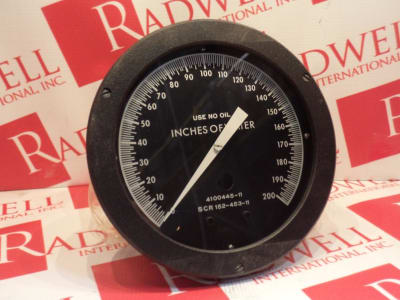 RADWELL
INTERNATIONAL, INC.
USE NO OIL
INCHES OF WATER
0 10 20 30 40 50 60 70 80 90 100 110 120 130 140 150 160 170 180 190 200
4100445-11
SCR 162-453-11